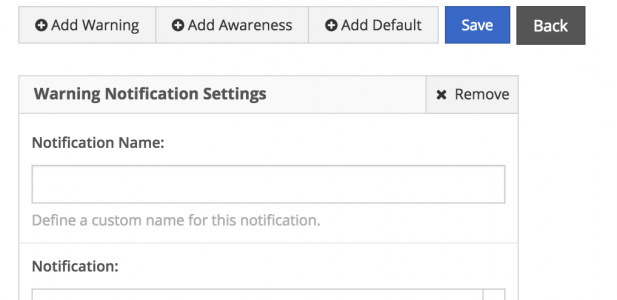 Add Warning Add Awareness Add Default Save Back
Warning Notification Settings Remove
Notification Name:
Define a custom name for this notification.
Notification: